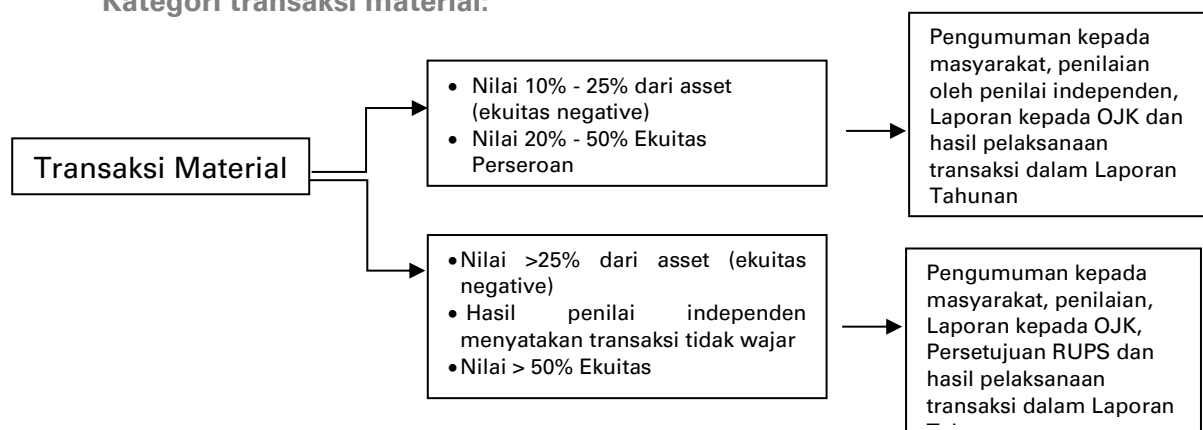 Kategori transaksi material:
Transaksi Material
• Nilai 10% - 25% dari asset
(ekuitas negative)
• Nilai 20% - 50% Ekuitas
Perseroan
Pengumuman kepada
masyarakat, penilaian
oleh penilai independen,
Laporan kepada OJK dan
hasil pelaksanaan
transaksi dalam Laporan
Tahunan
•Nilai >25% dari asset (ekuitas
negative)
• Hasil penilai independen
menyatakan transaksi tidak wajar
•Nilai > 50% Ekuitas
Pengumuman kepada
masyarakat, penilaian,
Laporan kepada OJK,
Persetujuan RUPS dan
hasil pelaksanaan
transaksi dalam Laporan